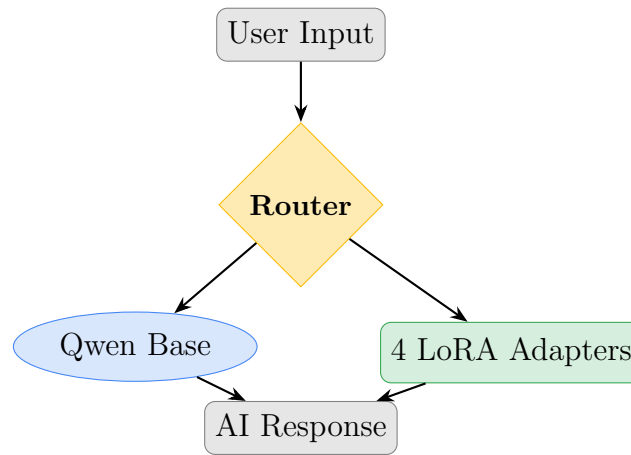 User Input
Router
Qwen Base
4 LoRA Adapters
AI Response